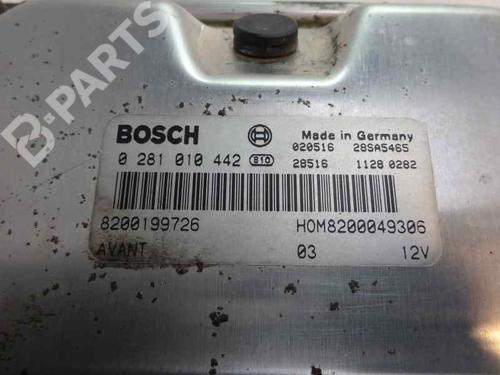 B-PARTS
BOSCH
Made in Germany
020516 28SA5465
0 281 010 442 610
28516 1128 0282
8200199726 HOM8200049306
AVANT 03 12V